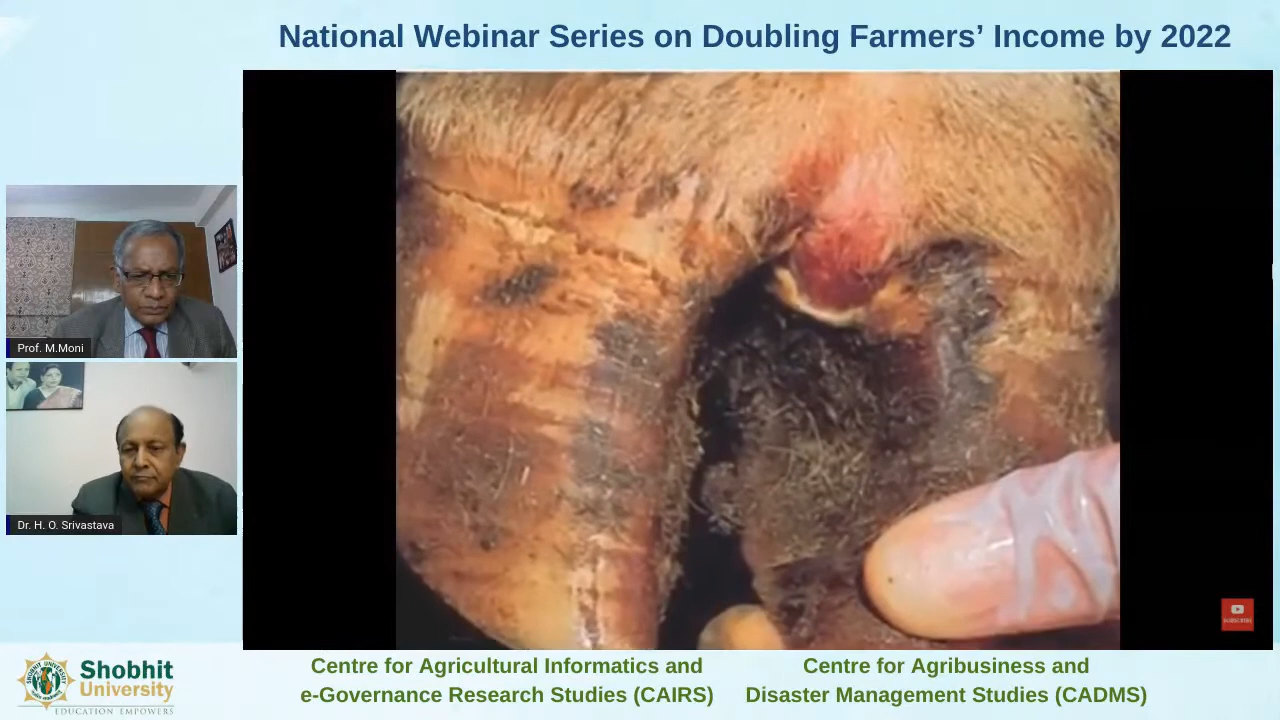 National Webinar Series on Doubling Farmers’ Income by 2022
Prof. M.Moni
Dr. H. O. Srivastava
SUBSCRIBE
Shobhit
University
EDUCATION EMPOWERS
Centre for Agricultural Informatics and
e-Governance Research Studies (CAIRS)
Centre for Agribusiness and
Disaster Management Studies (CADMS)